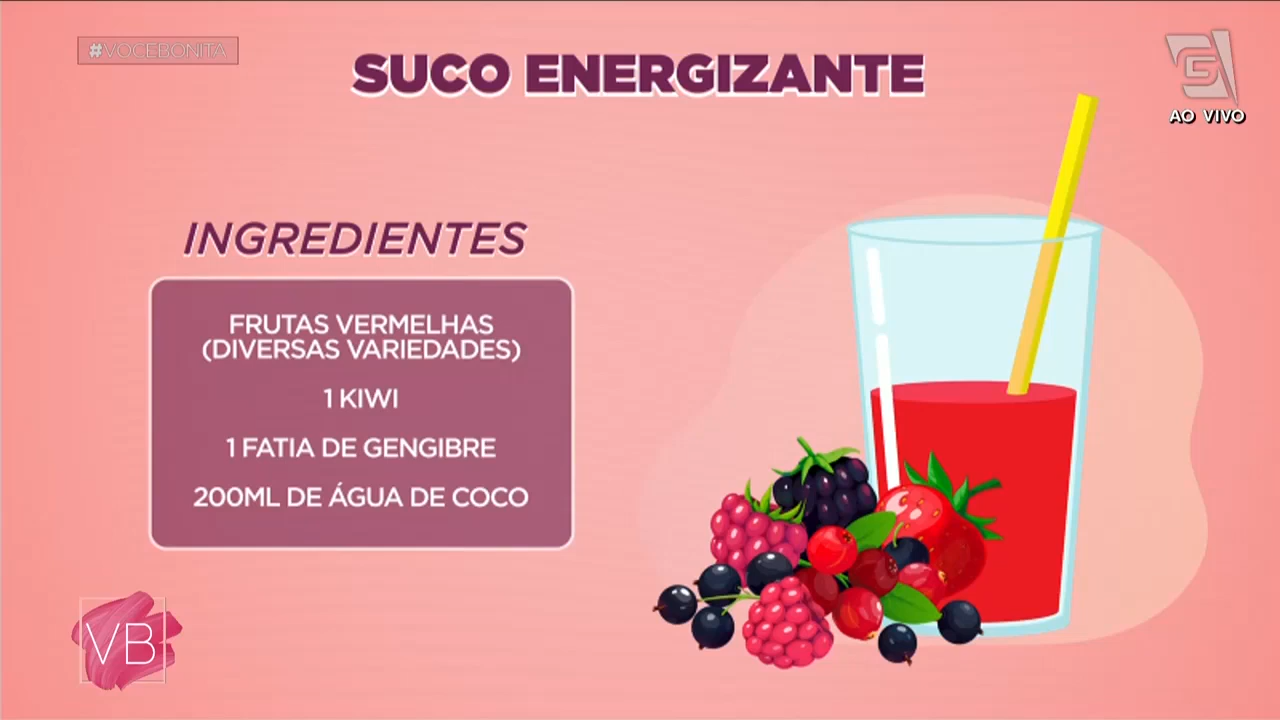 #VOCEBONITA
SUCO ENERGIZANTE
G
AO VIVO
INGREDIENTES
FRUTAS VERMELHAS
(DIVERSAS VARIEDADES)
1 KIWI
1 FATIA DE GENGIBRE
200ML DE ÁGUA DE COCO
VB